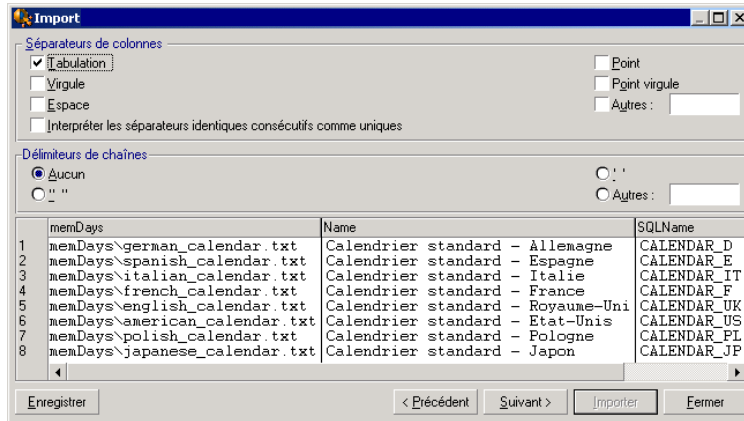 Import
Séparateurs de colonnes
Tabulation
Point
Virgule
Point virgule
Espace
Autres :
Interpréter les séparateurs identiques consécutifs comme uniques
Délimiteurs de chaînes
Aucun
' '
" "
Autres :
memDays Name SQLName
1 memDays\german_calendar.txt Calendrier standard - Allemagne CALENDAR_D
2 memDays\spanish_calendar.txt Calendrier standard - Espagne CALENDAR_E
3 memDays\italian_calendar.txt Calendrier standard - Italie CALENDAR_IT
4 memDays\french_calendar.txt Calendrier standard - France CALENDAR_F
5 memDays\english_calendar.txt Calendrier standard - Royaume-Uni CALENDAR_UK
6 memDays\american_calendar.txt Calendrier standard - Etat-Unis CALENDAR_US
7 memDays\polish_calendar.txt Calendrier standard - Pologne CALENDAR_PL
8 memDays\japanese_calendar.txt Calendrier standard - Japon CALENDAR_JP
Enregistrer
< Précédent
Suivant >
Importer
Fermer